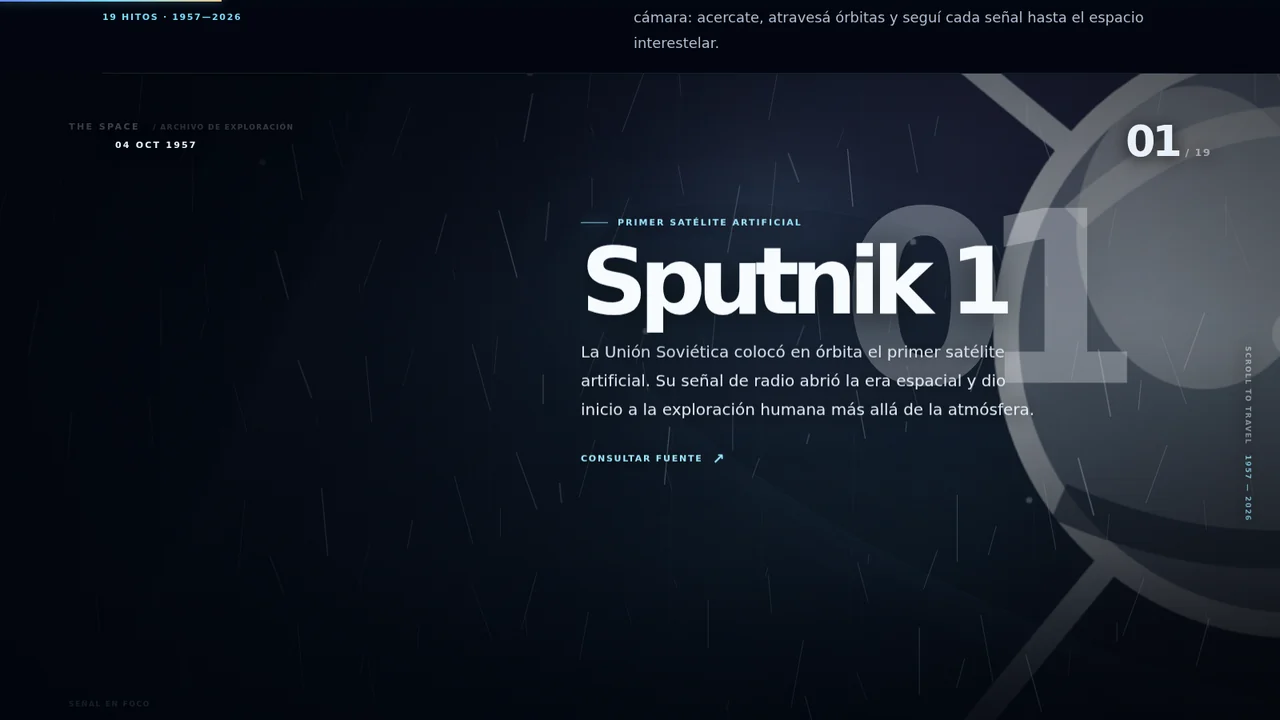 19 HITOS · 1957—2026
cámara: acercate, atravesá órbitas y seguí cada señal hasta el espacio
interestelar.
THE SPACE / ARCHIVO DE EXPLORACIÓN
04 OCT 1957
01 / 19
PRIMER SATÉLITE ARTIFICIAL
01
Sputnik 1
La Unión Soviética colocó en órbita el primer satélite
artificial. Su señal de radio abrió la era espacial y dio
inicio a la exploración humana más allá de la atmósfera.
CONSULTAR FUENTE ↗
SCROLL TO TRAVEL 1957 — 2026
SEÑAL EN FOCO